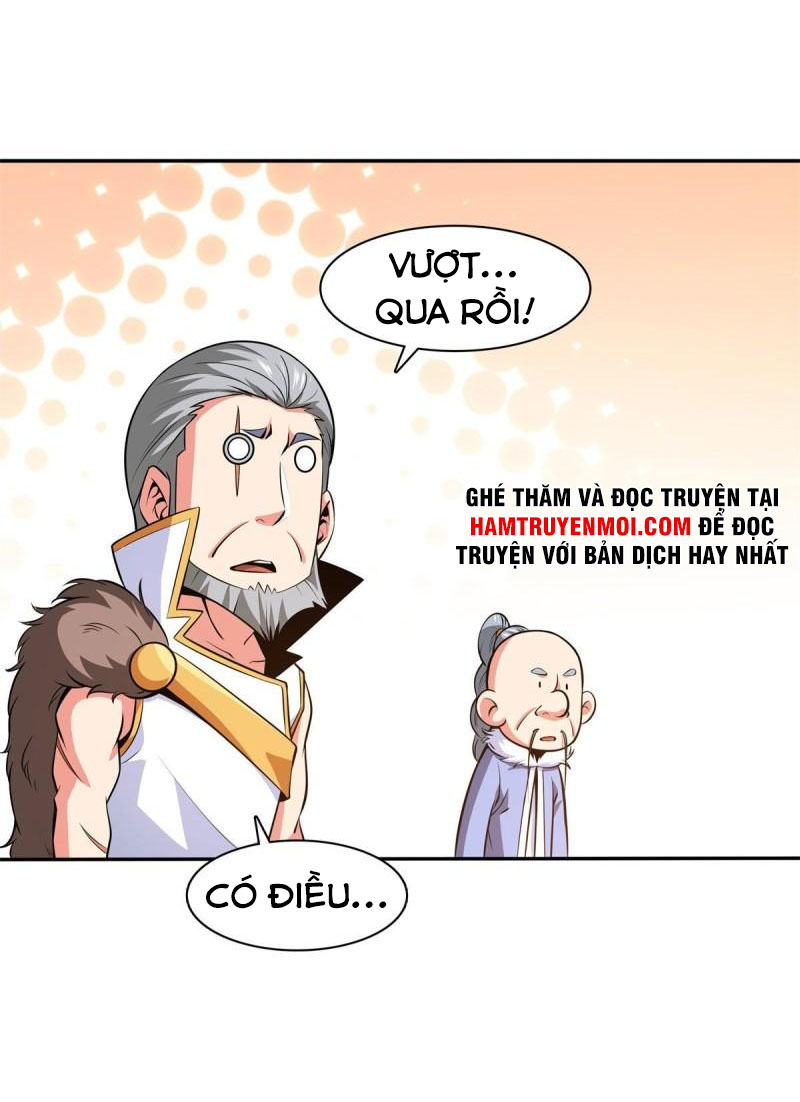 VƯỢT...
QUA RỒI!
GHÉ THĂM VÀ ĐỌC TRUYỆN TẠI
HAMTRUYENMOI.COM ĐỂ ĐỌC
TRUYỆN VỚI BẢN DỊCH HAY NHẤT
CÓ ĐIỀU...